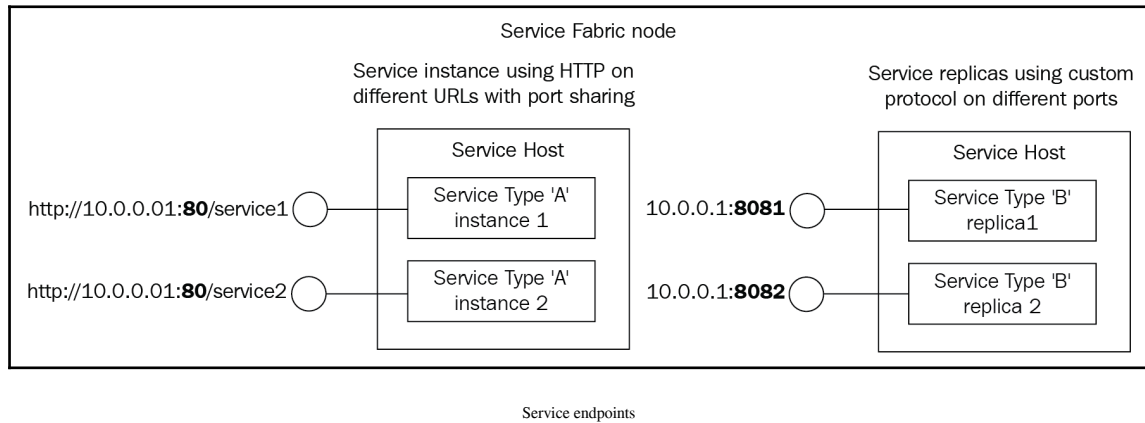 Service Fabric node
Service instance using HTTP on
different URLs with port sharing
Service Host
http://10.0.0.01:80/service1
Service Type 'A'
instance 1
http://10.0.0.01:80/service2
Service Type 'A'
instance 2
Service replicas using custom
protocol on different ports
Service Host
10.0.0.1:8081
Service Type 'B'
replica1
10.0.0.1:8082
Service Type 'B'
replica 2
Service endpoints